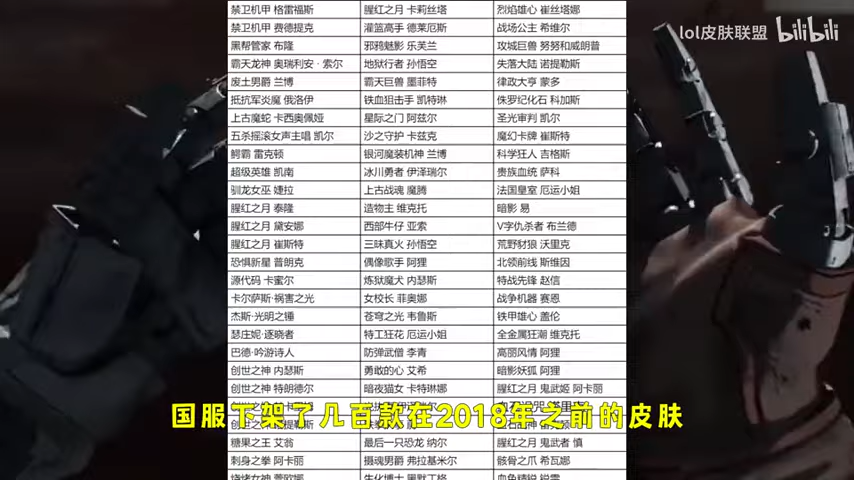 lol皮肤联盟 bilibili
禁卫机甲 格雷福斯 腥红之月 卡莉丝塔 烈焰雄心 崔丝塔娜
禁卫机甲 费德提克 灌篮高手 德莱厄斯 战场公主 希维尔
黑帮管家 布隆 邪鸦魅影 乐芙兰 攻城巨兽 努努和威朗普
霸天龙神 奥瑞利安·索尔 地狱行者 孙悟空 失落大陆 诺提勒斯
废土男爵 兰博 霸天巨兽 墨菲特 律政大亨 蒙多
抵抗军炎魔 俄洛伊 铁血狙击手 凯特琳 侏罗纪化石 科加斯
上古魔蛇 卡西奥佩娅 星际之门 阿兹尔 圣光审判 凯尔
五杀摇滚女声主唱 凯尔 沙之守护 卡兹克 魔幻卡牌 崔斯特
鳄霸 雷克顿 银河魔装机神 兰博 科学狂人 吉格斯
超级英雄 凯南 冰川勇者 伊泽瑞尔 贵族血统 萨科
驯龙女巫 婕拉 上古战魂 魔腾 法国皇室 厄运小姐
腥红之月 泰隆 造物主 维克托 暗影 易
腥红之月 黛安娜 西部牛仔 亚索 V字仇杀者 布兰德
腥红之月 崔斯特 三昧真火 孙悟空 荒野豺狼 沃里克
恐惧新星 普朗克 偶像歌手 阿狸 北领前线 斯维因
源代码 卡蜜尔 炼狱魔犬 内瑟斯 特战先锋 赵信
卡尔萨斯·祸害之光 女校长 菲奥娜 战争机器 赛恩
杰斯·光明之锤 苍穹之光 韦鲁斯 铁甲雄心 盖伦
瑟庄妮·逐晓者 特工狂花 厄运小姐 全金属狂潮 维克托
巴德·吟游诗人 防弹武僧 李青 高丽风情 阿狸
创世之神 内瑟斯 勇敢的心 艾希 暗影妖狐 阿狸
创世之神 特朗德尔 暗夜猫女 卡特琳娜 腥红之月 鬼武姬 阿卡丽
国服下架了几百款在2018年之前的皮肤
糖果之王 艾翁 最后一只恐龙 纳尔 腥红之月 鬼武者 慎
刺身之拳 阿卡丽 摄魂男爵 弗拉基米尔 骸骨之爪 希瓦娜